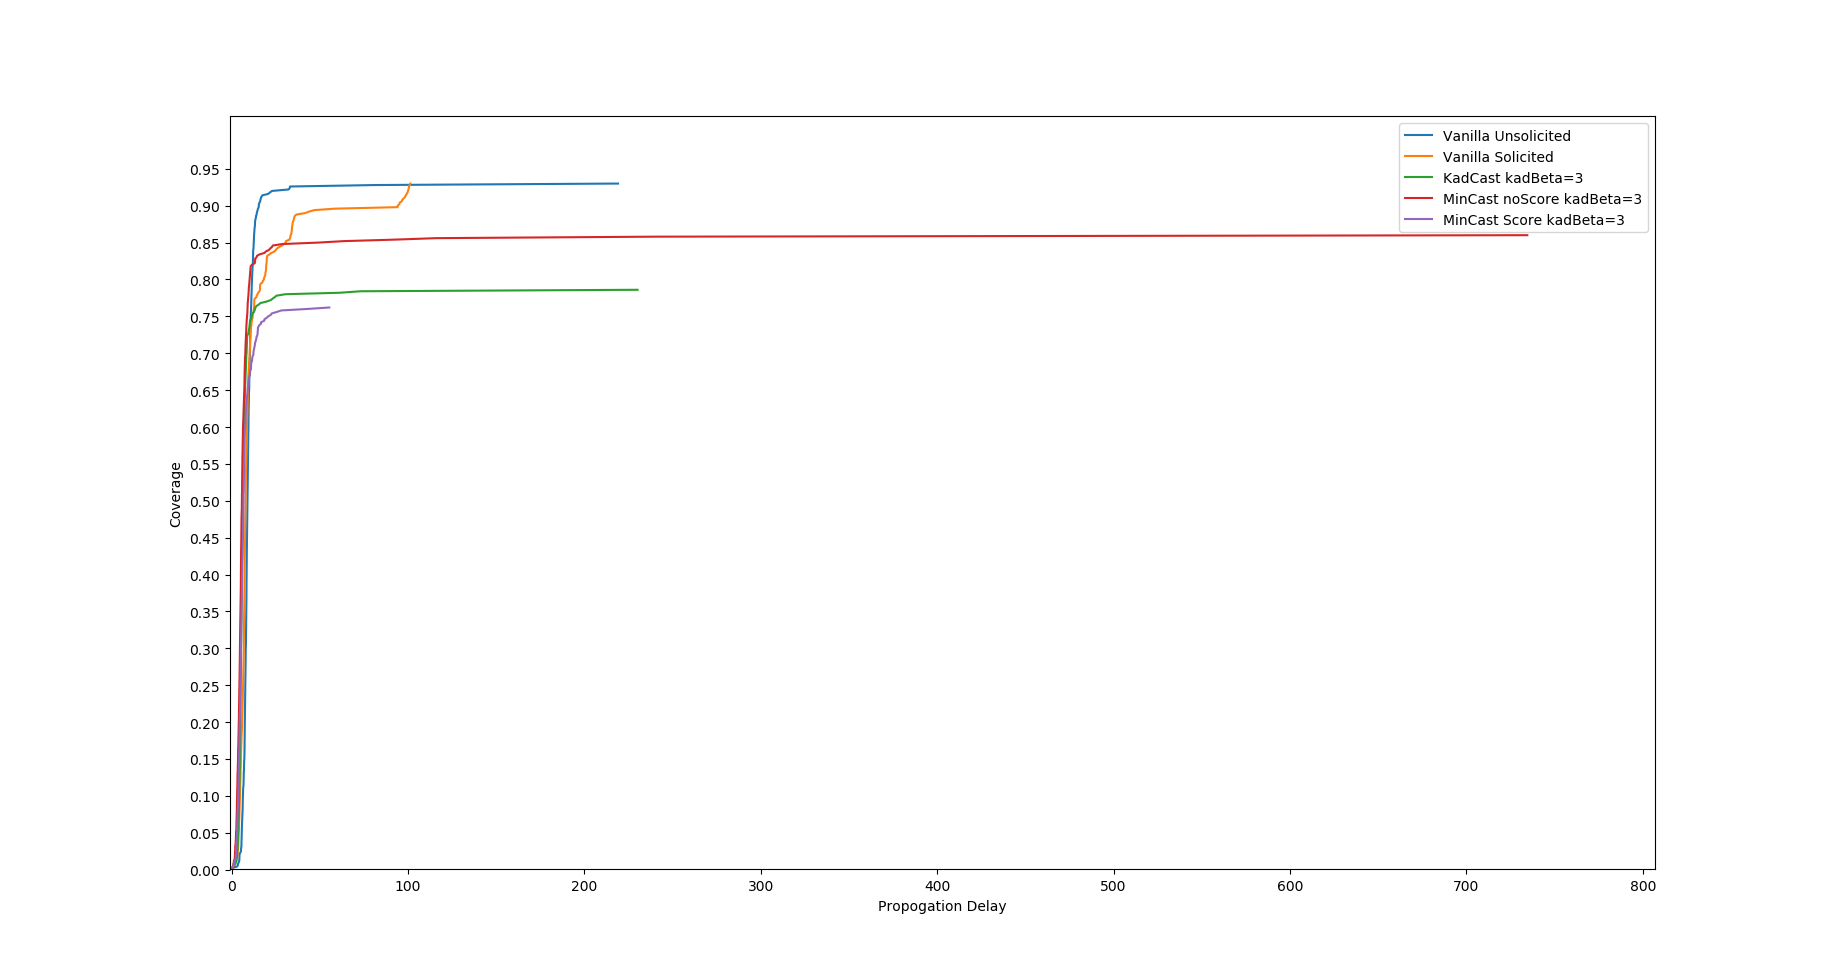 Vanilla Unsolicited
Vanilla Solicited
KadCast kadBeta=3
MinCast noScore kadBeta=3
MinCast Score kadBeta=3
0.95
0.90
0.85
0.80
0.75
0.70
0.65
0.60
0.55
0.50
0.45
0.40
0.35
0.30
0.25
0.20
0.15
0.10
0.05
0.00
Coverage
0 100 200 300 400 500 600 700 800
Propogation Delay